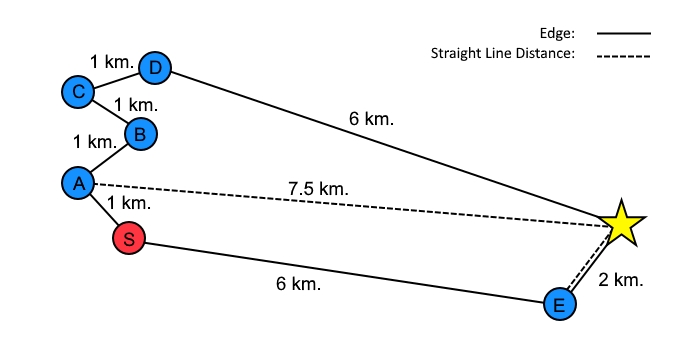 Edge:
Straight Line Distance:
1 km.
D
C
1 km.
6 km.
1 km.
B
A
7.5 km.
1 km.
S
6 km.
2 km.
E